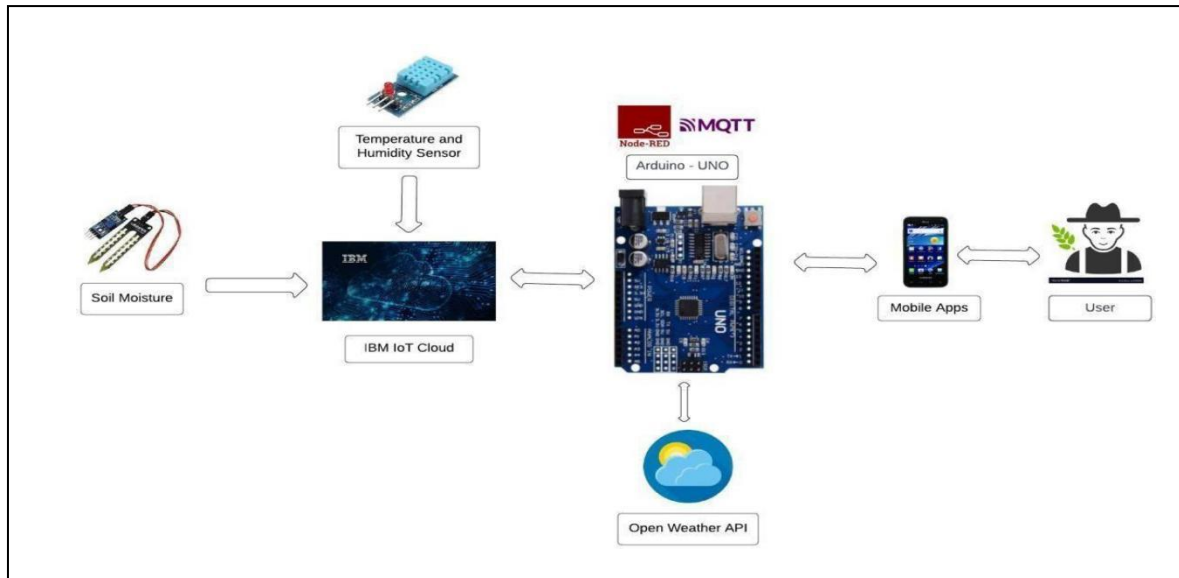 Temperature and
Humidity Sensor
Node-RED
MQTT
Arduino - UNO
IBM
UNO
Soil Moisture
IBM IoT Cloud
Mobile Apps
User
Open Weather API